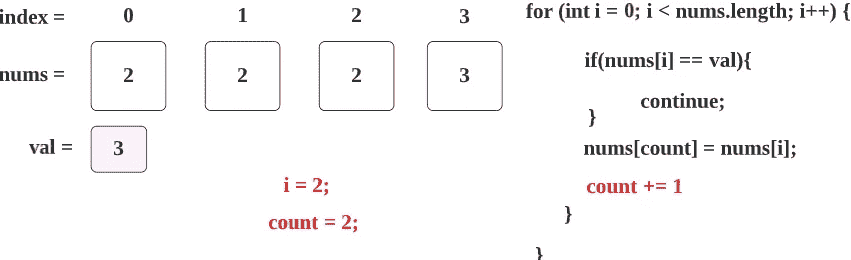 index = 0 1 2 3
nums = 2 2 2 3
val = 3
i = 2;
count = 2;
for (int i = 0; i < nums.length; i++) {
if(nums[i] == val){
continue;
}
nums[count] = nums[i];
count += 1
}
}